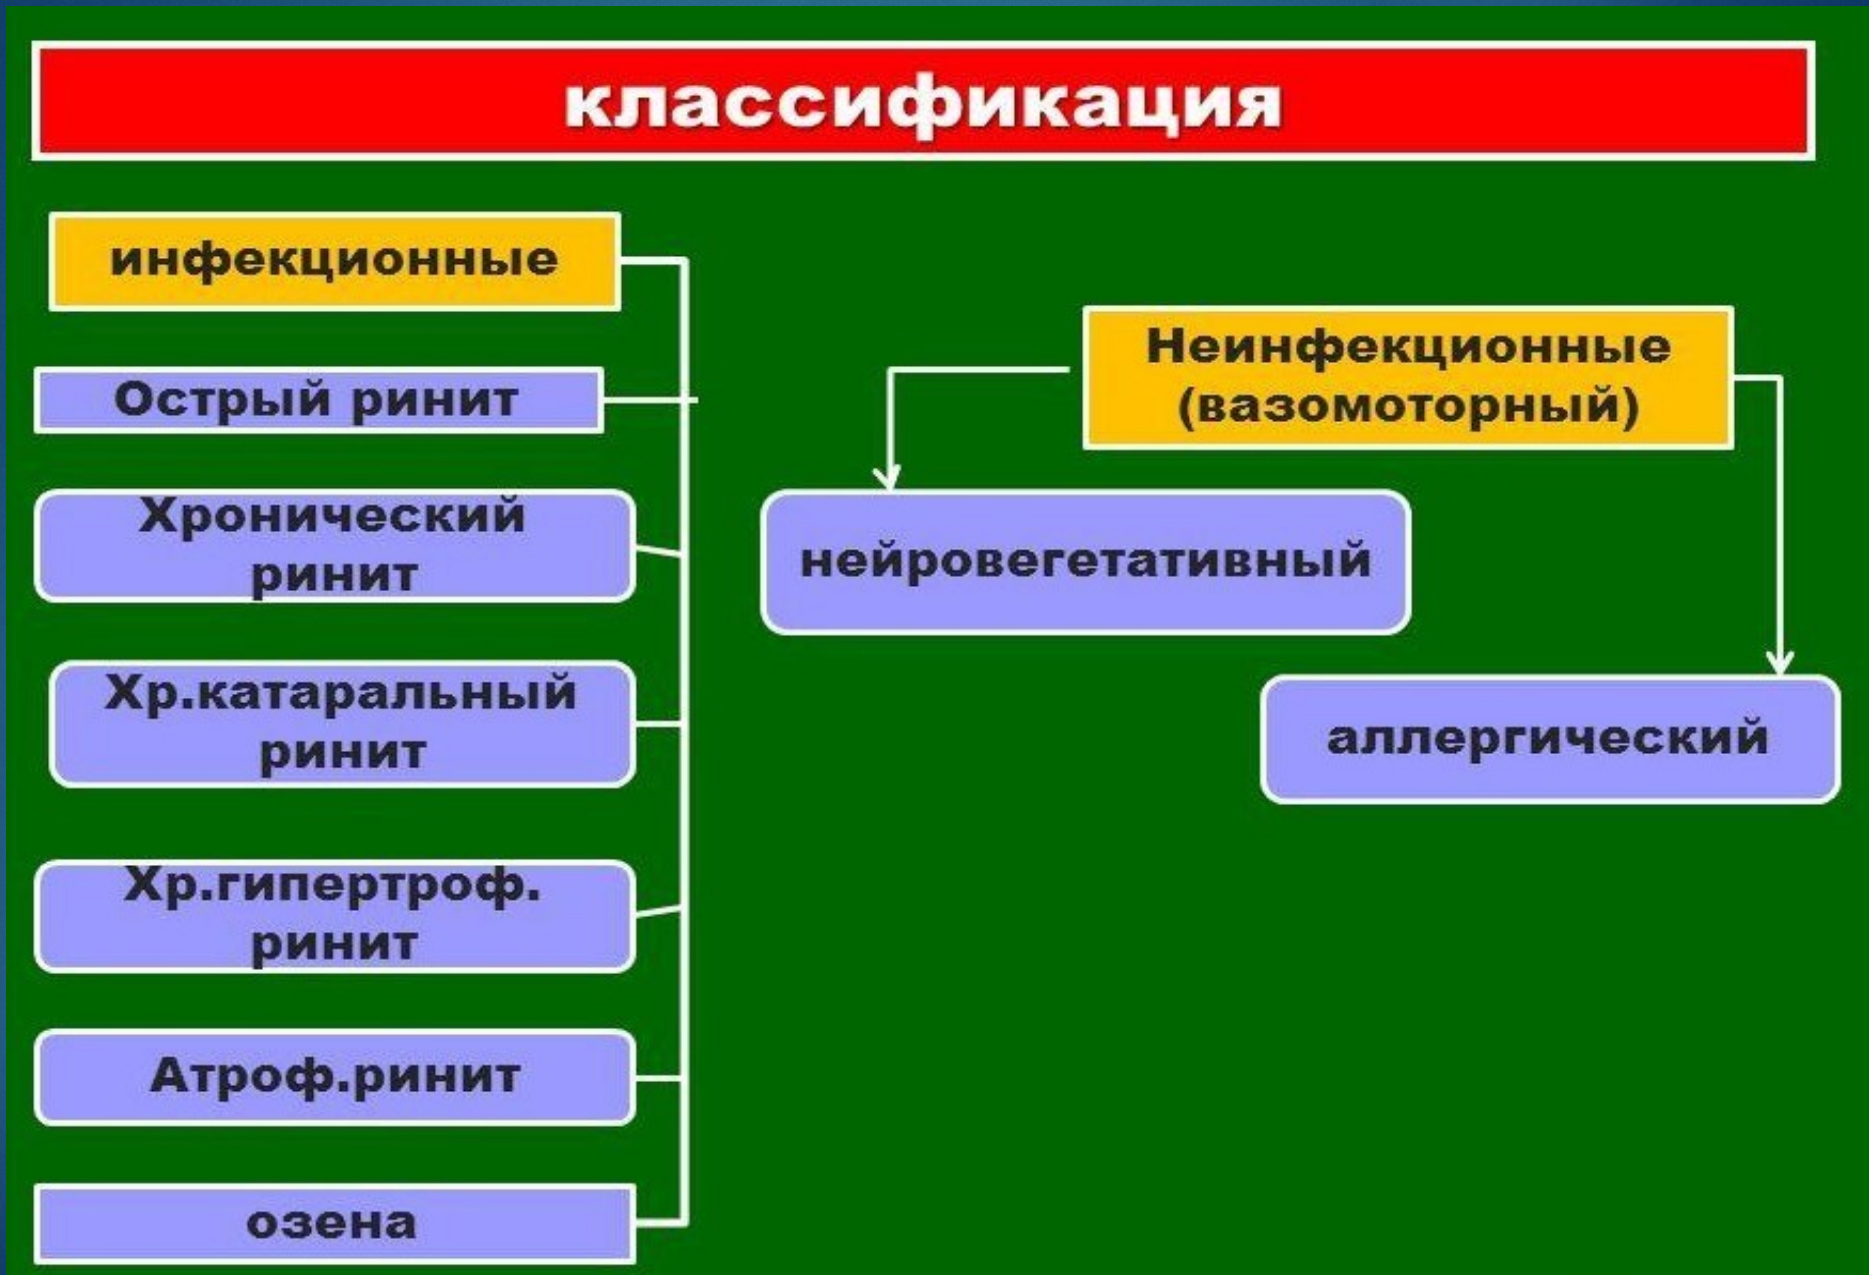 классификация
инфекционные
Острый ринит
Хронический
ринит
Хр.катаральный
ринит
Хр.гипертроф.
ринит
Атроф.ринит
озена
Неинфекционные
(вазомоторный)
нейровегетативный
аллергический